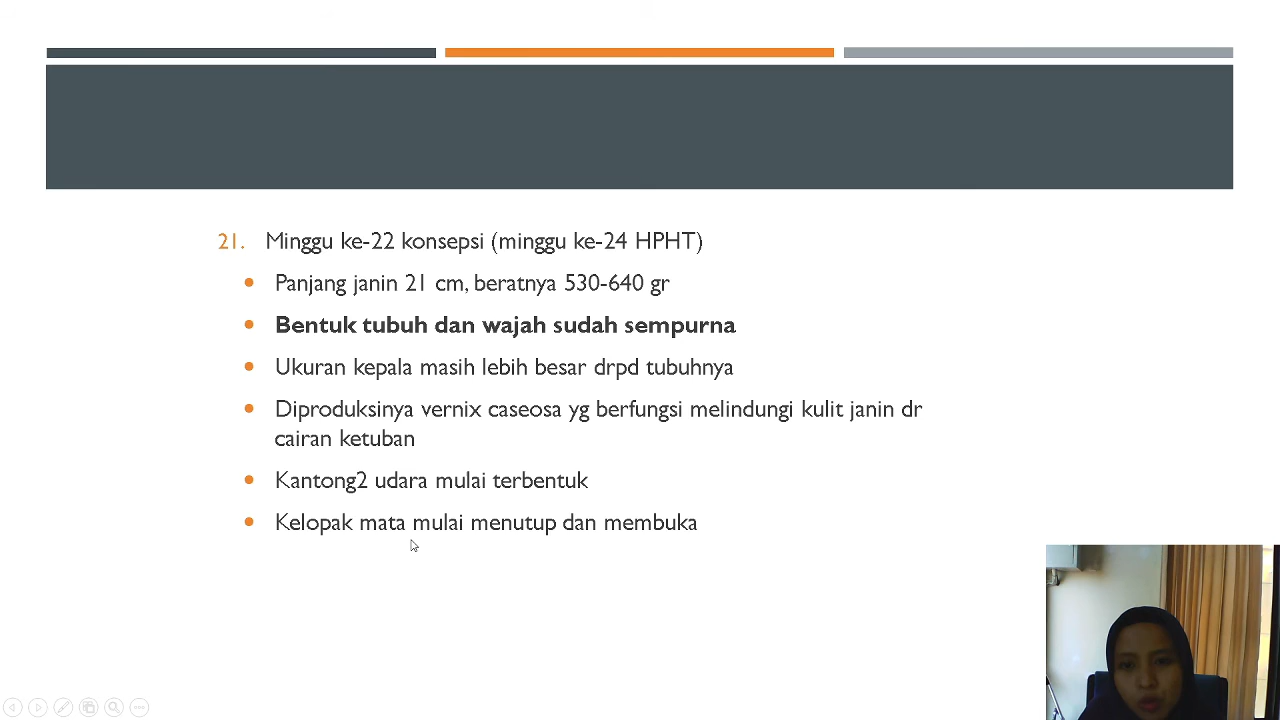 21. Minggu ke-22 konsepsi (minggu ke-24 HPHT)
• Panjang janin 21 cm, beratnya 530-640 gr
• Bentuk tubuh dan wajah sudah sempurna
• Ukuran kepala masih lebih besar drpd tubuhnya
• Diproduksinya vernix caseosa yg berfungsi melindungi kulit janin dr
cairan ketuban
• Kantong2 udara mulai terbentuk
• Kelopak mata mulai menutup dan membuka